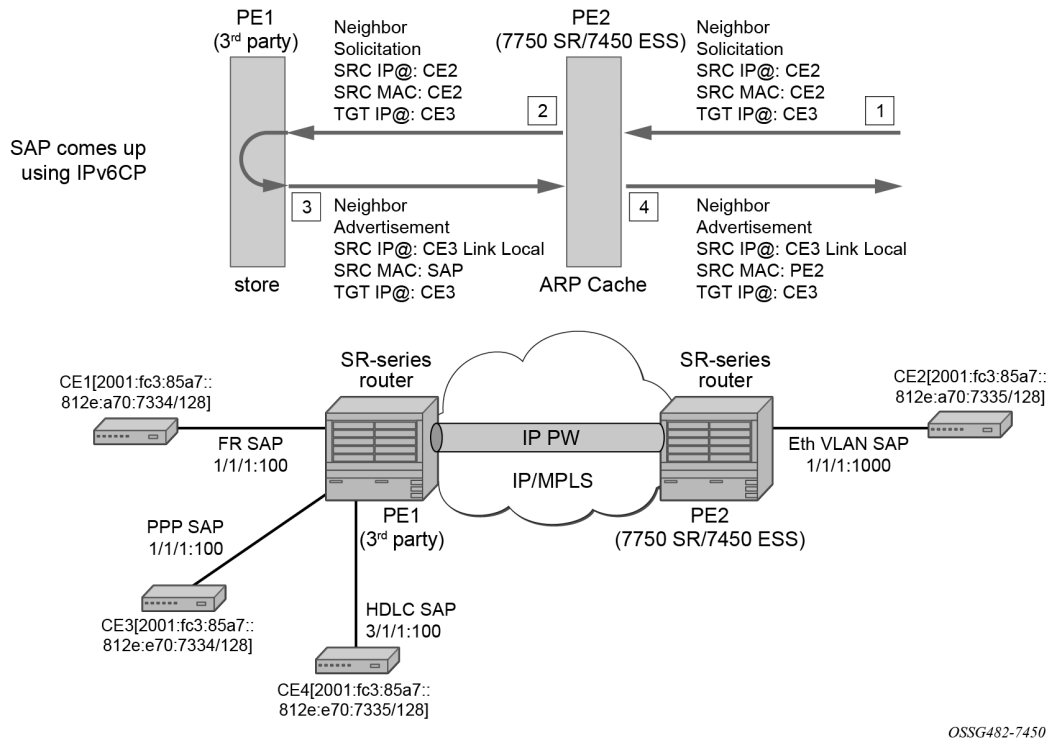 PE1
(3rd party)
PE2
(7750 SR/7450 ESS)
Neighbor
Solicitation
SRC IP@: CE2
SRC MAC: CE2
TGT IP@: CE3
2
Neighbor
Solicitation
SRC IP@: CE2
SRC MAC: CE2
TGT IP@: CE3
1
SAP comes up
using IPv6CP
3
Neighbor
Advertisement
SRC IP@: CE3 Link Local
SRC MAC: SAP
TGT IP@: CE3
4
Neighbor
Advertisement
SRC IP@: CE3 Link Local
SRC MAC: PE2
TGT IP@: CE3
store
ARP Cache
SR-series
router
SR-series
router
CE1[2001:fc3:85a7::
812e:a70:7334/128]
CE2[2001:fc3:85a7::
812e:a70:7335/128]
FR SAP
1/1/1:100
IP PW
IP/MPLS
Eth VLAN SAP
1/1/1:1000
PE1
(3rd party)
PE2
(7750 SR/7450 ESS)
PPP SAP
1/1/1:100
CE3[2001:fc3:85a7::
812e:e70:7334/128]
HDLC SAP
3/1/1:100
CE4[2001:fc3:85a7::
812e:e70:7335/128]
OSSG482-7450